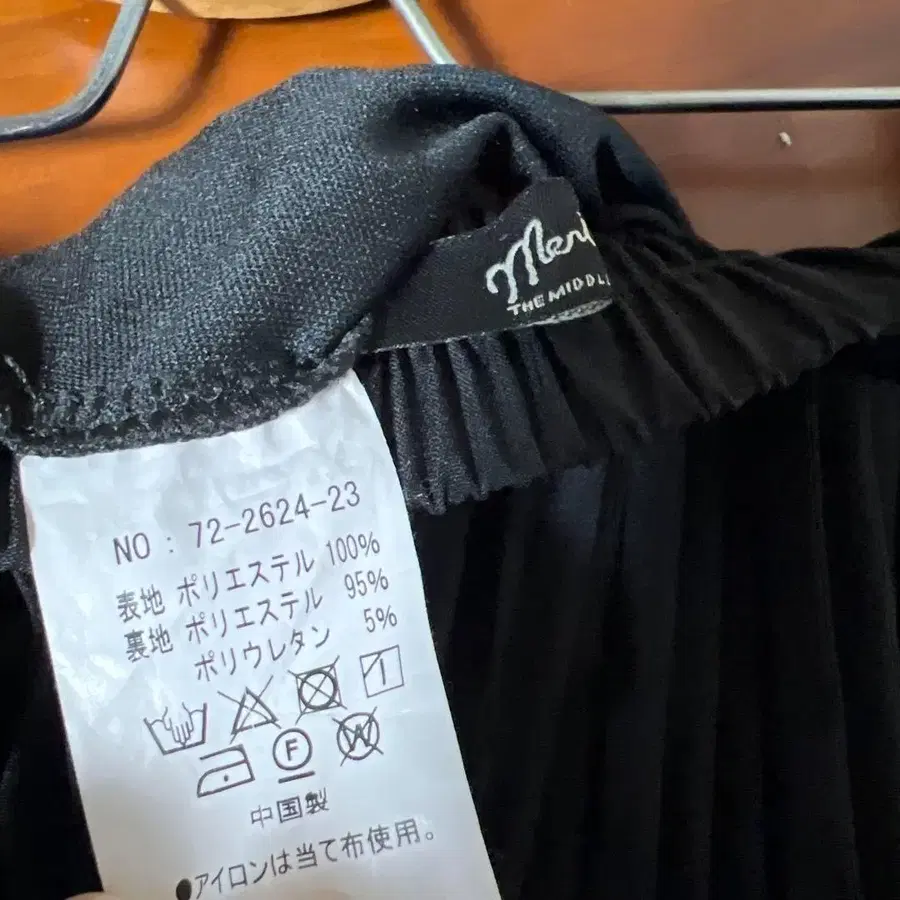 THE
NO : 72-2624-23
表地 ポリエステル 100%
裏地 ポリエステル 95%
ポリウレタン 5%
F
W
中国製
●アイロンは当て布使用。